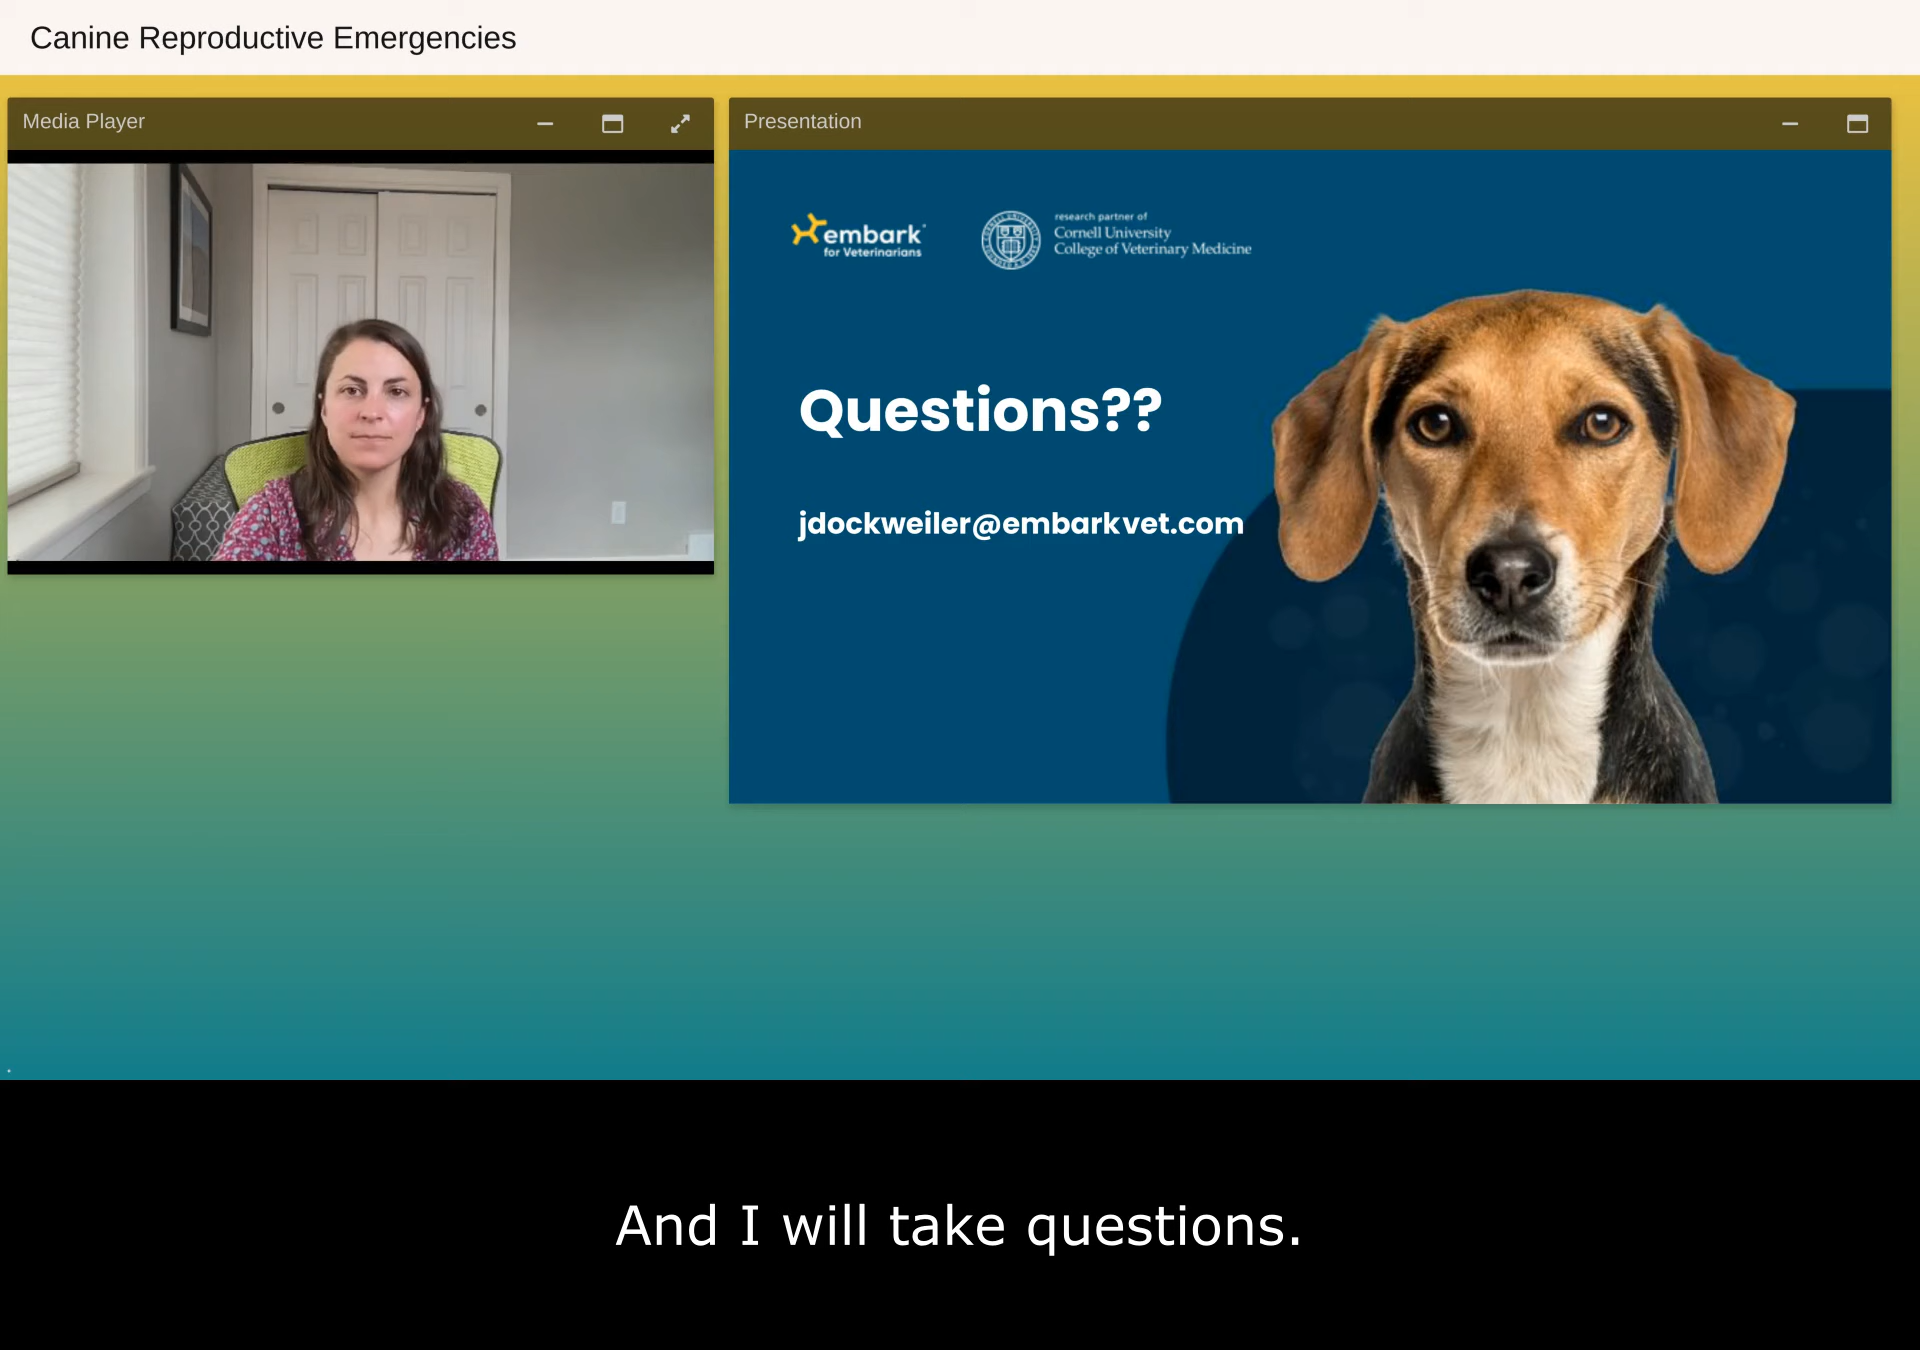 Canine Reproductive Emergencies
Media Player
Presentation
embark
for Veterinarians
research partner of
Cornell University
College of Veterinary Medicine
Questions??
jdockweiler@embarkvet.com
And I will take questions.